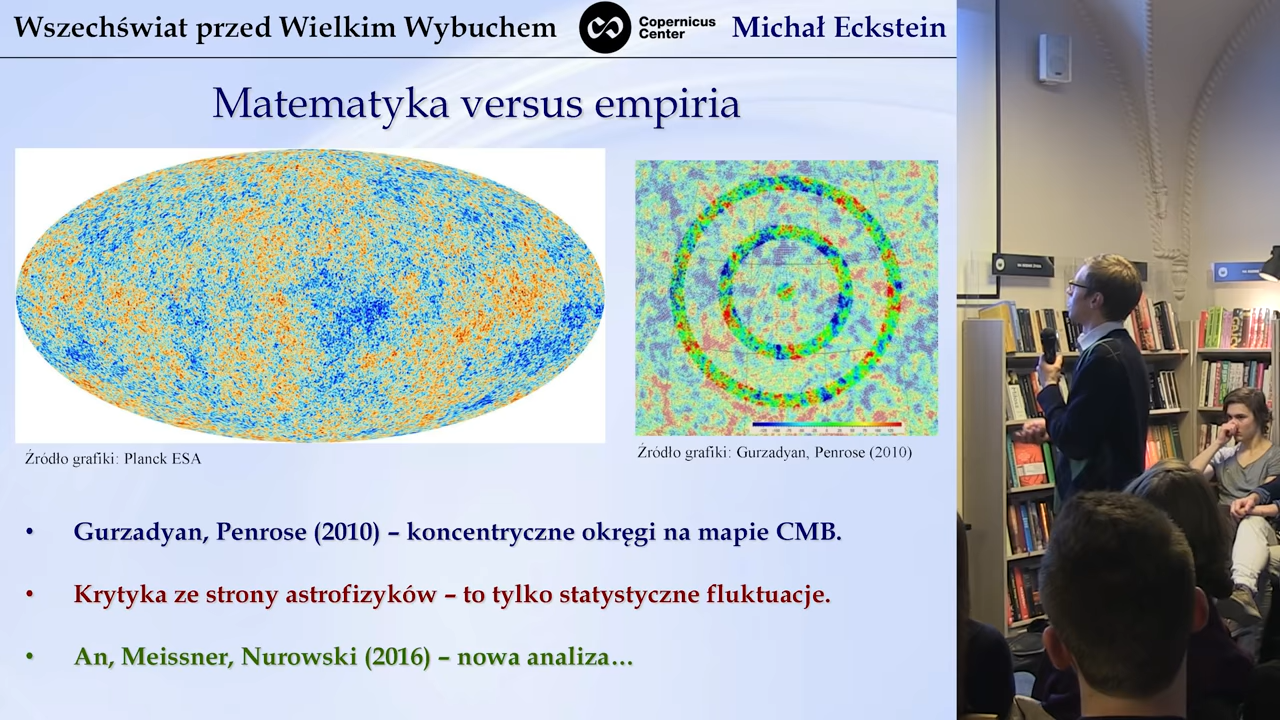 Wszechświat przed Wielkim Wybuchem
Copernicus
Center
Michał Eckstein
Matematyka versus empiria
Źródło grafiki: Planck ESA
Źródło grafiki: Gurzadyan, Penrose (2010)
• Gurzadyan, Penrose (2010) – koncentryczne okręgi na mapie CMB.
• Krytyka ze strony astrofizyków – to tylko statystyczne fluktuacje.
• An, Meissner, Nurowski (2016) – nowa analiza…